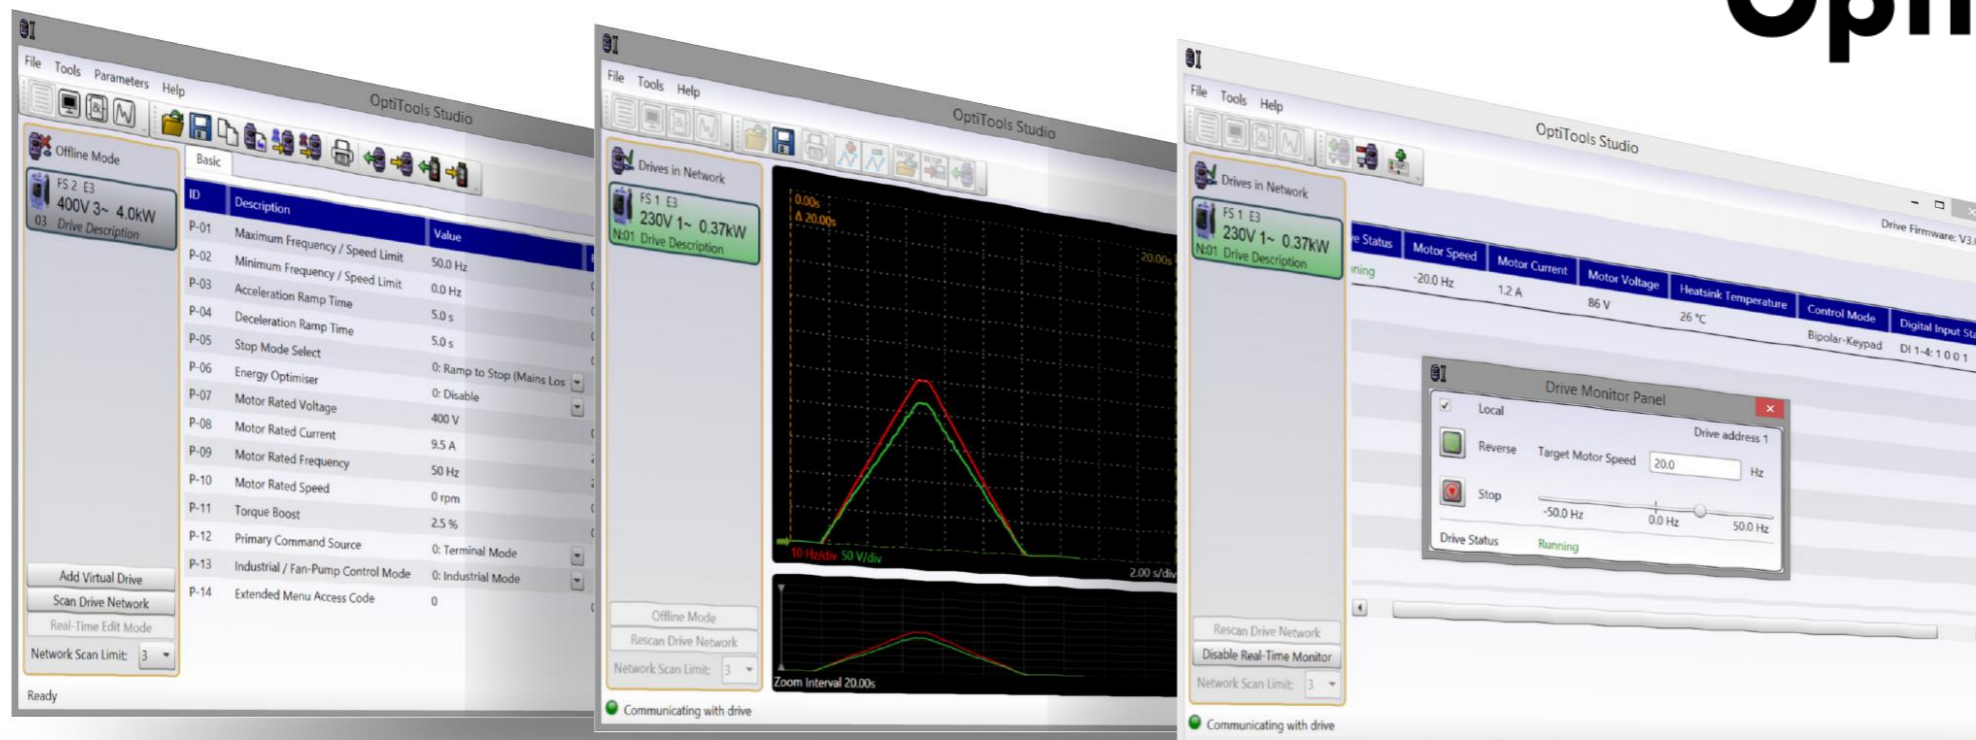 Opti
File Tools Parameters Help
OptiTools Studio
Offline Mode
FS 2 E3
400V 3~ 4.0kW
03 Drive Description
Basic
ID Description Value
P-01 Maximum Frequency / Speed Limit 50.0 Hz
P-02 Minimum Frequency / Speed Limit 0.0 Hz
P-03 Acceleration Ramp Time 5.0 s
P-04 Deceleration Ramp Time 5.0 s
P-05 Stop Mode Select 0: Ramp to Stop (Mains Los
P-06 Energy Optimiser 0: Disable
P-07 Motor Rated Voltage 400 V
P-08 Motor Rated Current 9.5 A
P-09 Motor Rated Frequency 50 Hz
P-10 Motor Rated Speed 0 rpm
P-11 Torque Boost 2.5 %
P-12 Primary Command Source 0: Terminal Mode
P-13 Industrial / Fan-Pump Control Mode 0: Industrial Mode
P-14 Extended Menu Access Code 0
Add Virtual Drive
Scan Drive Network
Real-Time Edit Mode
Network Scan Limit: 3
Ready
File Tools Help
OptiTools Studio
Drives in Network
FS 1 E3
230V 1~ 0.37kW
N:01 Drive Description
0.00s
Δ 20.00s
20.00s
10 Hz/div 50 V/div
2.00 s/div
Offline Mode
Rescan Drive Network
Network Scan Limit: 3
Zoom Interval 20.00s
Communicating with drive
File Tools Help
OptiTools Studio
Drive Firmware: V3.0
Drives in Network
FS 1 E3
230V 1~ 0.37kW
N:01 Drive Description
ve Status Motor Speed Motor Current Motor Voltage Heatsink Temperature Control Mode Digital Input Sta
nning -20.0 Hz 1.2 A 86 V 26 °C Bipolar-Keypad DI 1-4: 1 0 0 1
Drive Monitor Panel
Local
Drive address 1
Reverse Target Motor Speed 20.0 Hz
Stop
-50.0 Hz 0.0 Hz 50.0 Hz
Drive Status Running
Rescan Drive Network
Disable Real-Time Monitor
Network Scan Limit: 3
Communicating with drive